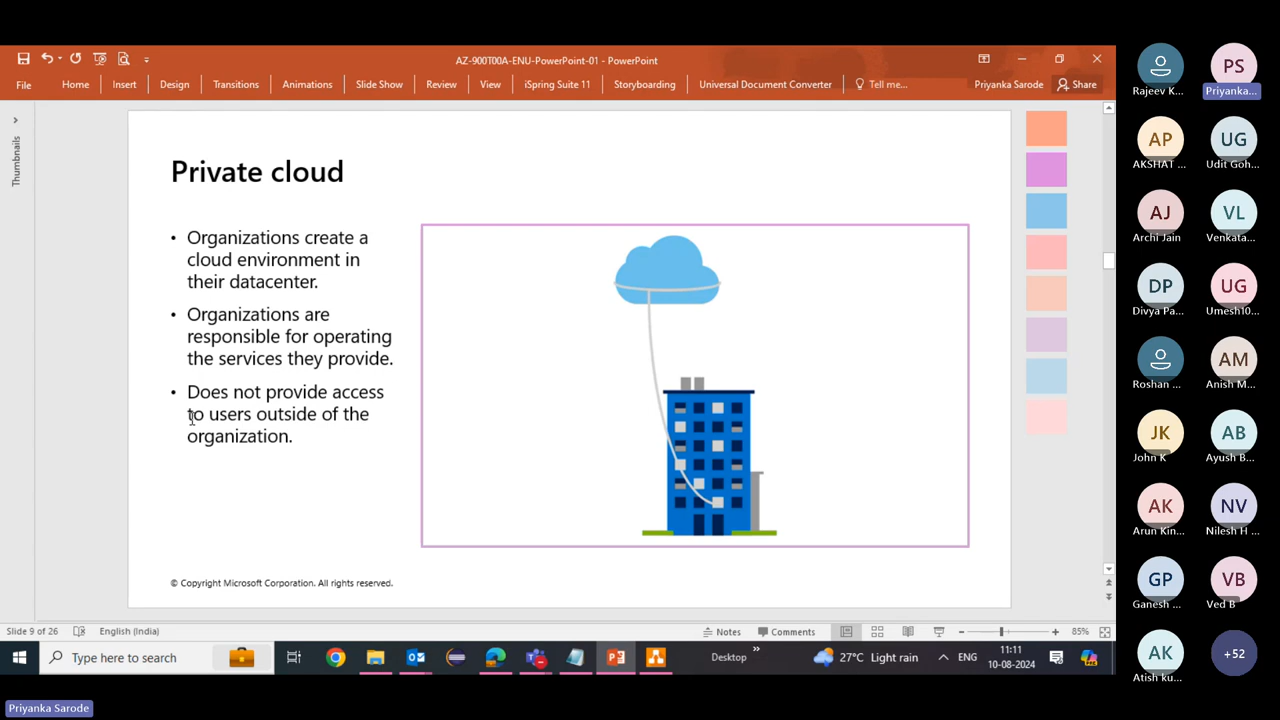 AZ-900T00A-ENU-PowerPoint-01 - PowerPoint
File Home Insert Design Transitions Animations Slide Show Review View iSpring Suite 11 Storyboarding Universal Document Converter Tell me... Priyanka Sarode Share
Thumbnails
Private cloud
• Organizations create a
cloud environment in
their datacenter.
• Organizations are
responsible for operating
the services they provide.
• Does not provide access
to users outside of the
organization.
© Copyright Microsoft Corporation. All rights reserved.
Slide 9 of 26 English (India) Notes Comments 85%
Type here to search Desktop 27°C Light rain ENG 11:11
10-08-2024
Priyanka Sarode
Rajeev K...
PS
Priyanka...
AP
AKSHAT ...
UG
Udit Goh...
AJ
Archi Jain
VL
Venkata...
DP
Divya Pa...
UG
Umesh10...
Roshan ...
AM
Anish M...
JK
John K
AB
Ayush B...
AK
Arun Kin...
NV
Nilesh H ...
GP
Ganesh ...
VB
Ved B
AK
Atish ku...
+52